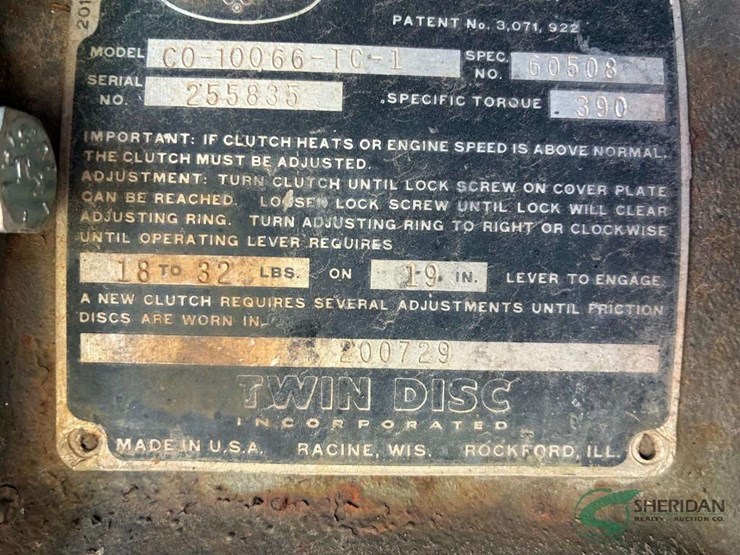 201
PATENT No. 3,071,922
MODEL CO-10066-TC-1 SPEC. NO. 60508
SERIAL NO. 255835 SPECIFIC TORQUE 390
IMPORTANT: IF CLUTCH HEATS OR ENGINE SPEED IS ABOVE NORMAL,
THE CLUTCH MUST BE ADJUSTED.
ADJUSTMENT: TURN CLUTCH UNTIL LOCK SCREW ON COVER PLATE
CAN BE REACHED. LOOSEN LOCK SCREW UNTIL LOCK WILL CLEAR
ADJUSTING RING. TURN ADJUSTING RING TO RIGHT OR CLOCKWISE
UNTIL OPERATING LEVER REQUIRES
18 TO 32 LBS. ON 19 IN. LEVER TO ENGAGE
A NEW CLUTCH REQUIRES SEVERAL ADJUSTMENTS UNTIL FRICTION
DISCS ARE WORN IN.
200729
TWIN DISC
INCORPORATED
MADE IN U.S.A. RACINE, WIS. ROCKFORD, ILL.
SHERIDAN
REALTY & AUCTION CO.